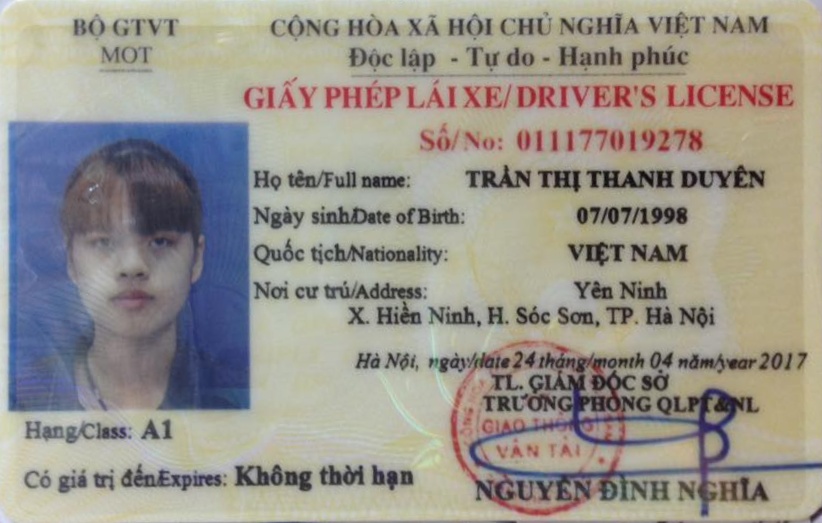 BỘ GTVT
MOT
CỘNG HÒA XÃ HỘI CHỦ NGHĨA VIỆT NAM
Độc lập - Tự do - Hạnh phúc
GIẤY PHÉP LÁI XE/DRIVER'S LICENSE
Số/No: 011177019278
Họ tên/Full name: TRẦN THỊ THANH DUYÊN
Ngày sinh/Date of Birth: 07/07/1998
Quốc tịch/Nationality: VIỆT NAM
Nơi cư trú/Address: Yên Ninh
X. Hiền Ninh, H. Sóc Sơn, TP. Hà Nội
Hà Nội, ngày/date 24 tháng/month 04 năm/year 2017
TL. GIÁM ĐỐC SỞ
TRƯỞNG PHÒNG QLPT&NL
GIAO THÔNG
VẬN TẢI
Hạng/Class: A1
Có giá trị đến/Expires: Không thời hạn
NGUYỄN ĐÌNH NGHĨA